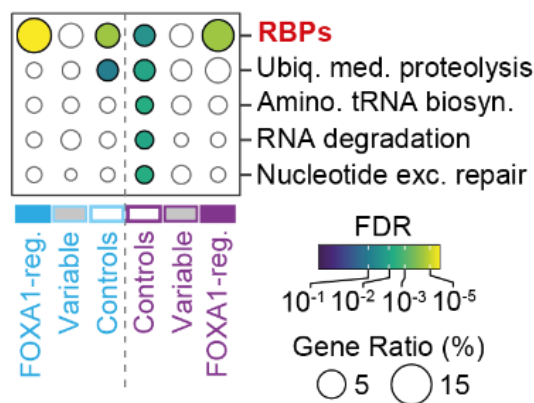 RBPs
Ubiq. med. proteolysis
Amino. tRNA biosyn.
RNA degradation
Nucleotide exc. repair
FOXA1-reg.
Variable
Controls
Controls
Variable
FOXA1-reg.
FDR
10⁻¹ 10⁻² 10⁻³ 10⁻⁵
Gene Ratio (%)
5 15